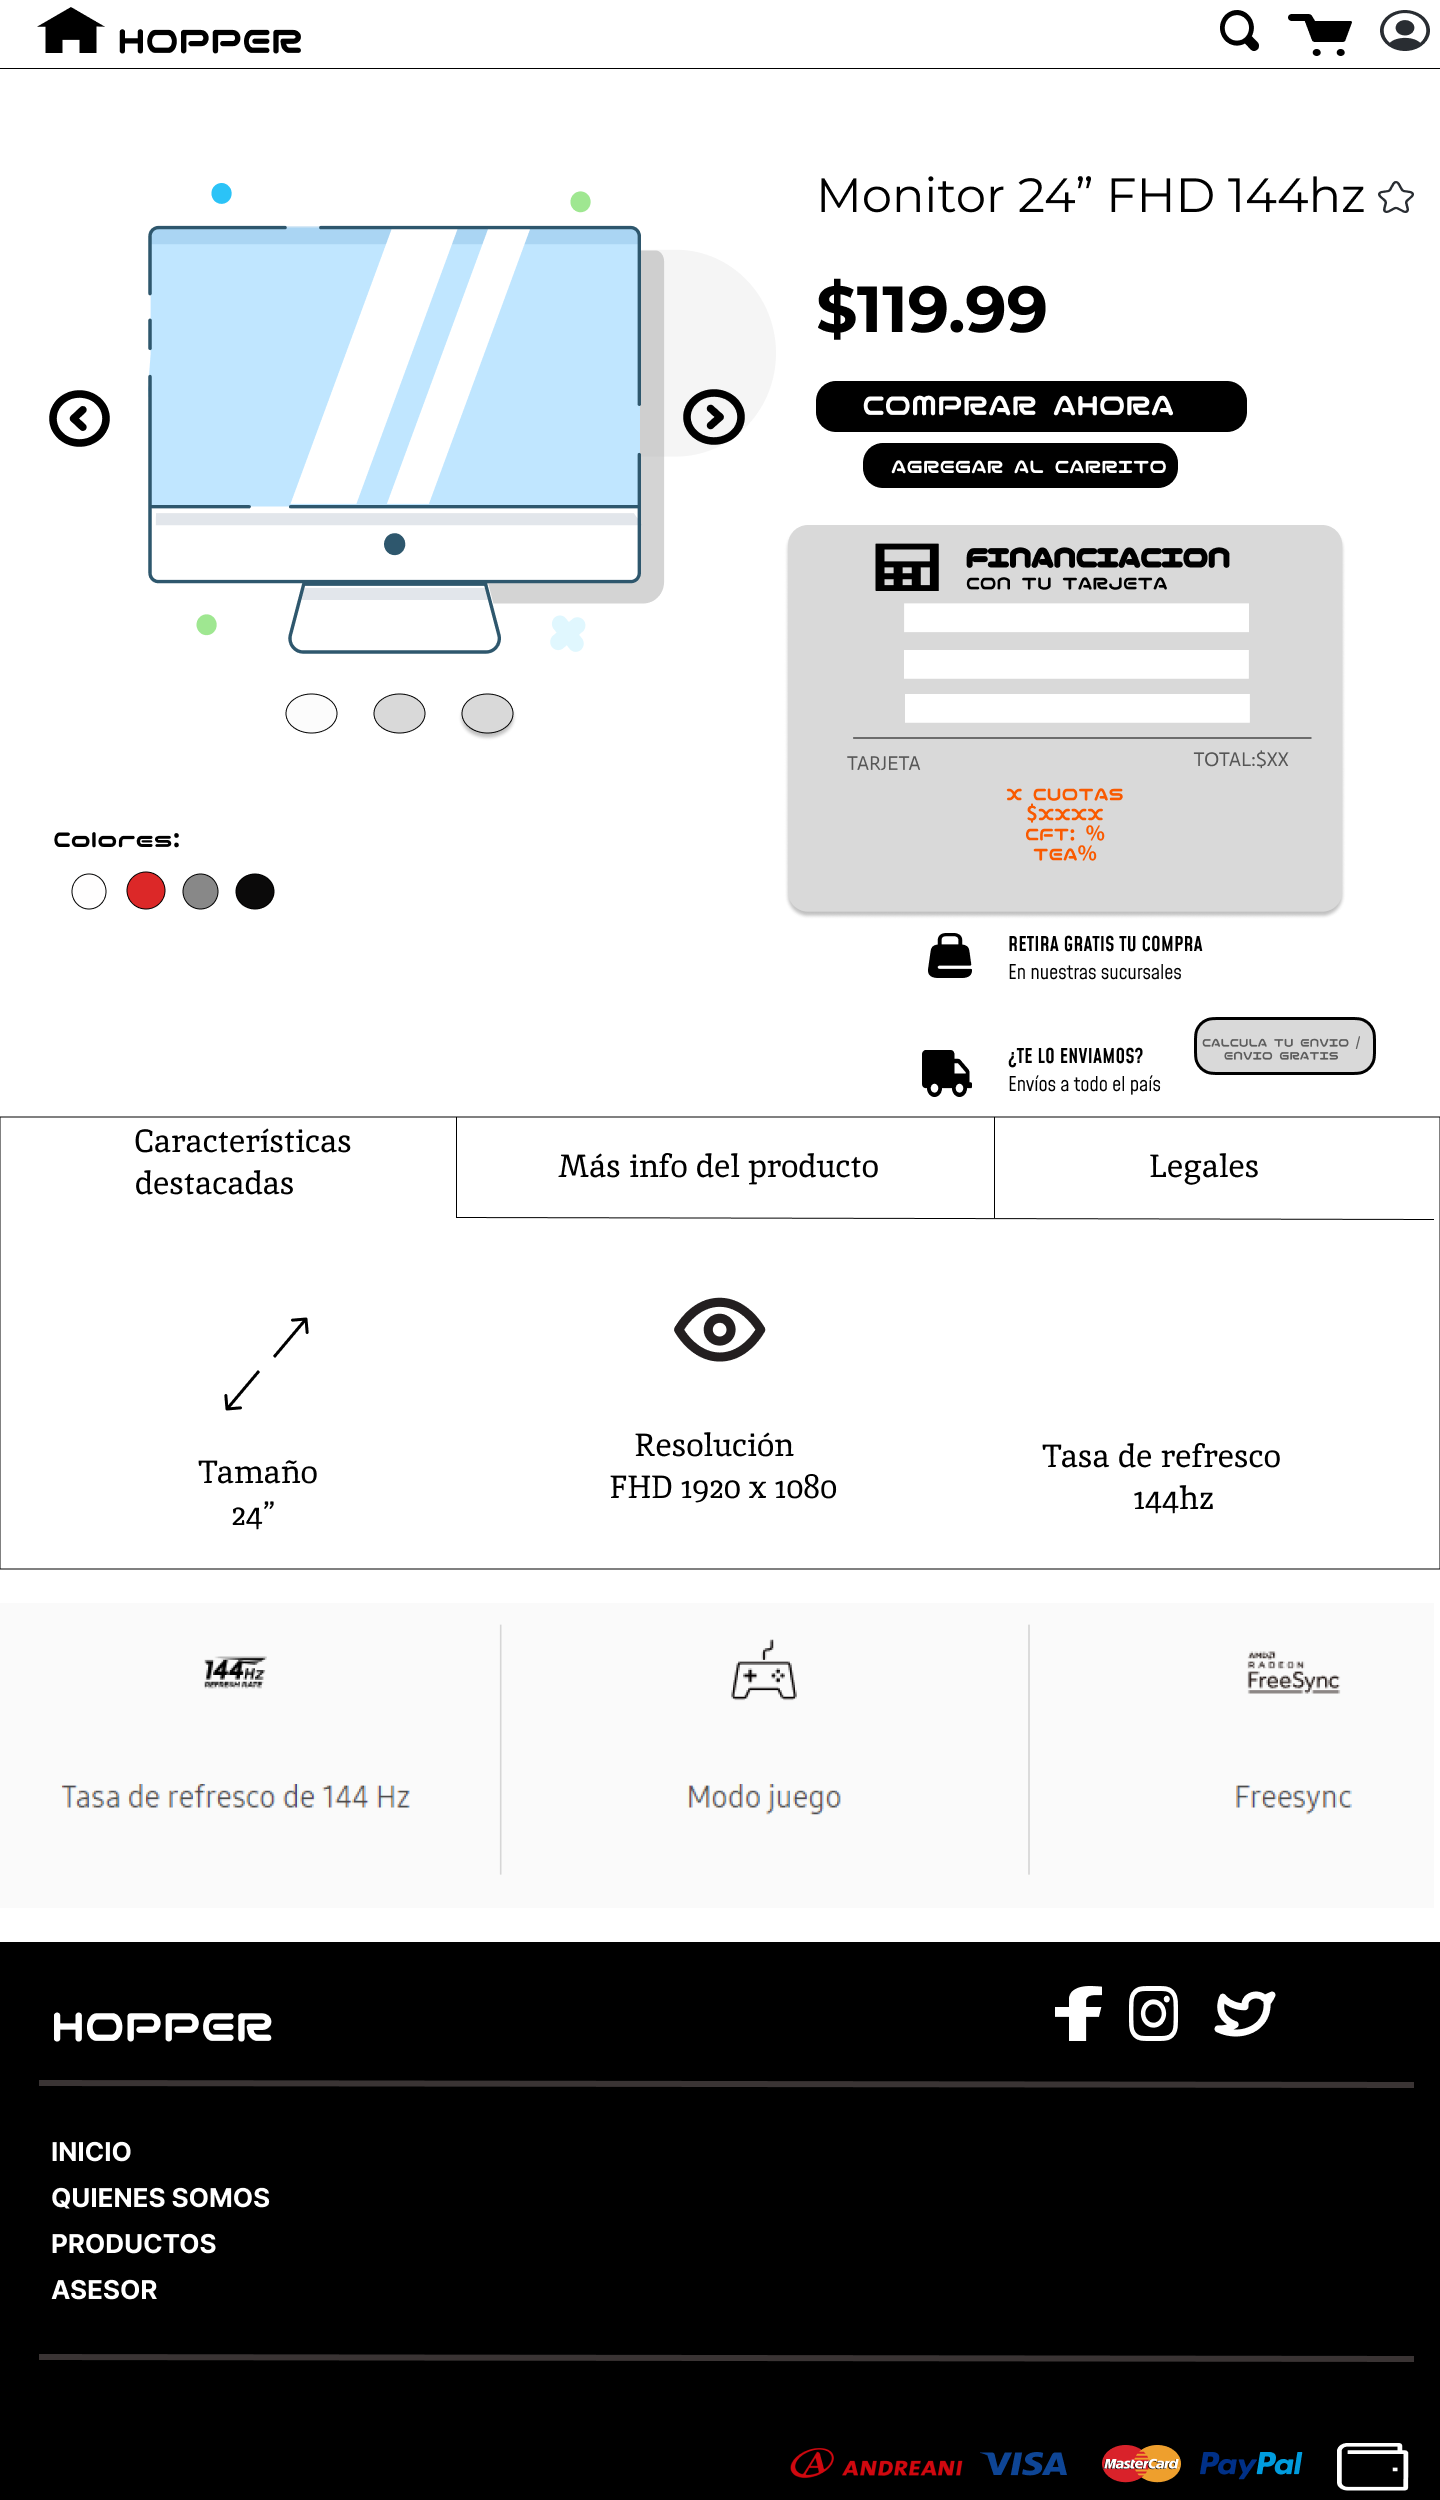 HOPPER
Monitor 24” FHD 144hz
$119.99
COMPRAR AHORA
AGREGAR AL CARRITO
FINANCIACION
CON TU TARJETA
TARJETA
TOTAL:$XX
X CUOTAS
$XXXX
CFT: %
TEA%
Colores:
RETIRA GRATIS TU COMPRA
En nuestras sucursales
¿TE LO ENVIAMOS?
Envíos a todo el país
CALCULA TU ENVIO /
ENVIO GRATIS
Características
destacadas
Más info del producto
Legales
Tamaño
24”
Resolución
FHD 1920 x 1080
Tasa de refresco
144hz
144Hz
REFRESH RATE
AMD
RADEON
FreeSync
Tasa de refresco de 144 Hz
Modo juego
Freesync
HOPPER
INICIO
QUIENES SOMOS
PRODUCTOS
ASESOR
ANDREANI
VISA
MasterCard
PayPal